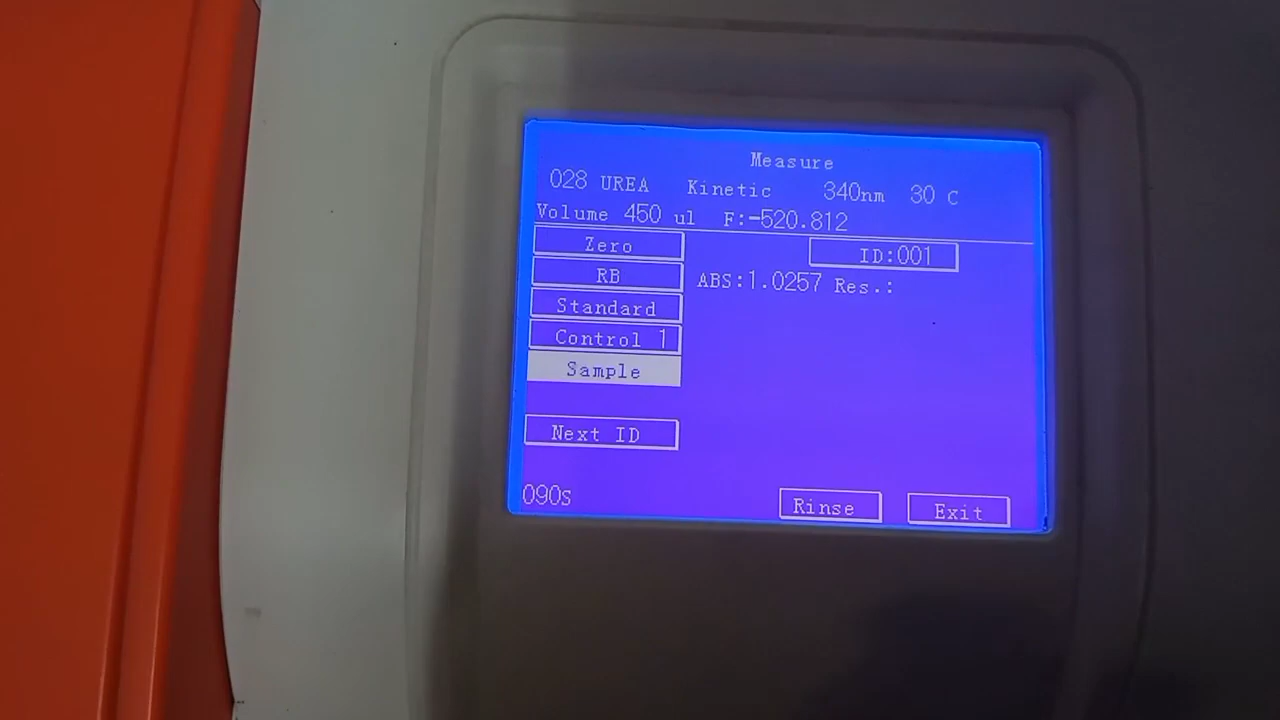 Measure
028 UREA Kinetic 340nm 30 C
Volume 450 ul F:-520.812
Zero
ID:001
RB
ABS:1.0257 Res.:
Standard
Control 1
Sample
Next ID
090s
Rinse
Exit